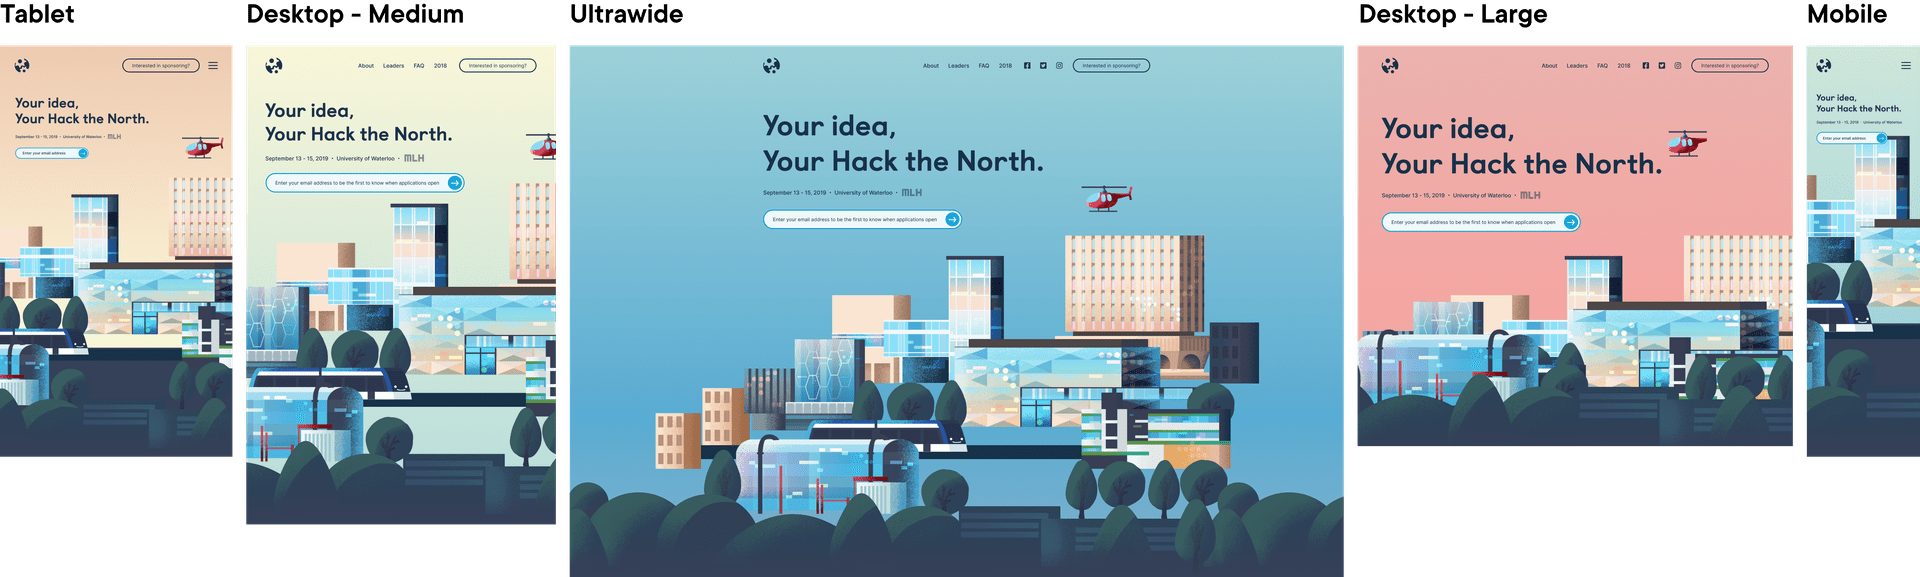 Tablet
Interested in sponsoring?
Your idea,
Your Hack the North.
September 13 - 15, 2019 • University of Waterloo • MLH
Enter your email address
Desktop - Medium
About Leaders FAQ 2018 Interested in sponsoring?
Your idea,
Your Hack the North.
September 13 - 15, 2019 • University of Waterloo • MLH
Enter your email address to be the first to know when applications open
Ultrawide
About Leaders FAQ 2018 Interested in sponsoring?
Your idea,
Your Hack the North.
September 13 - 15, 2019 • University of Waterloo • MLH
Enter your email address to be the first to know when applications open
Desktop - Large
About Leaders FAQ 2018 Interested in sponsoring?
Your idea,
Your Hack the North.
September 13 - 15, 2019 • University of Waterloo • MLH
Enter your email address to be the first to know when applications open
Mobile
Your idea,
Your Hack the North.
September 13 - 15, 2019 • University of Waterloo
Enter your email address